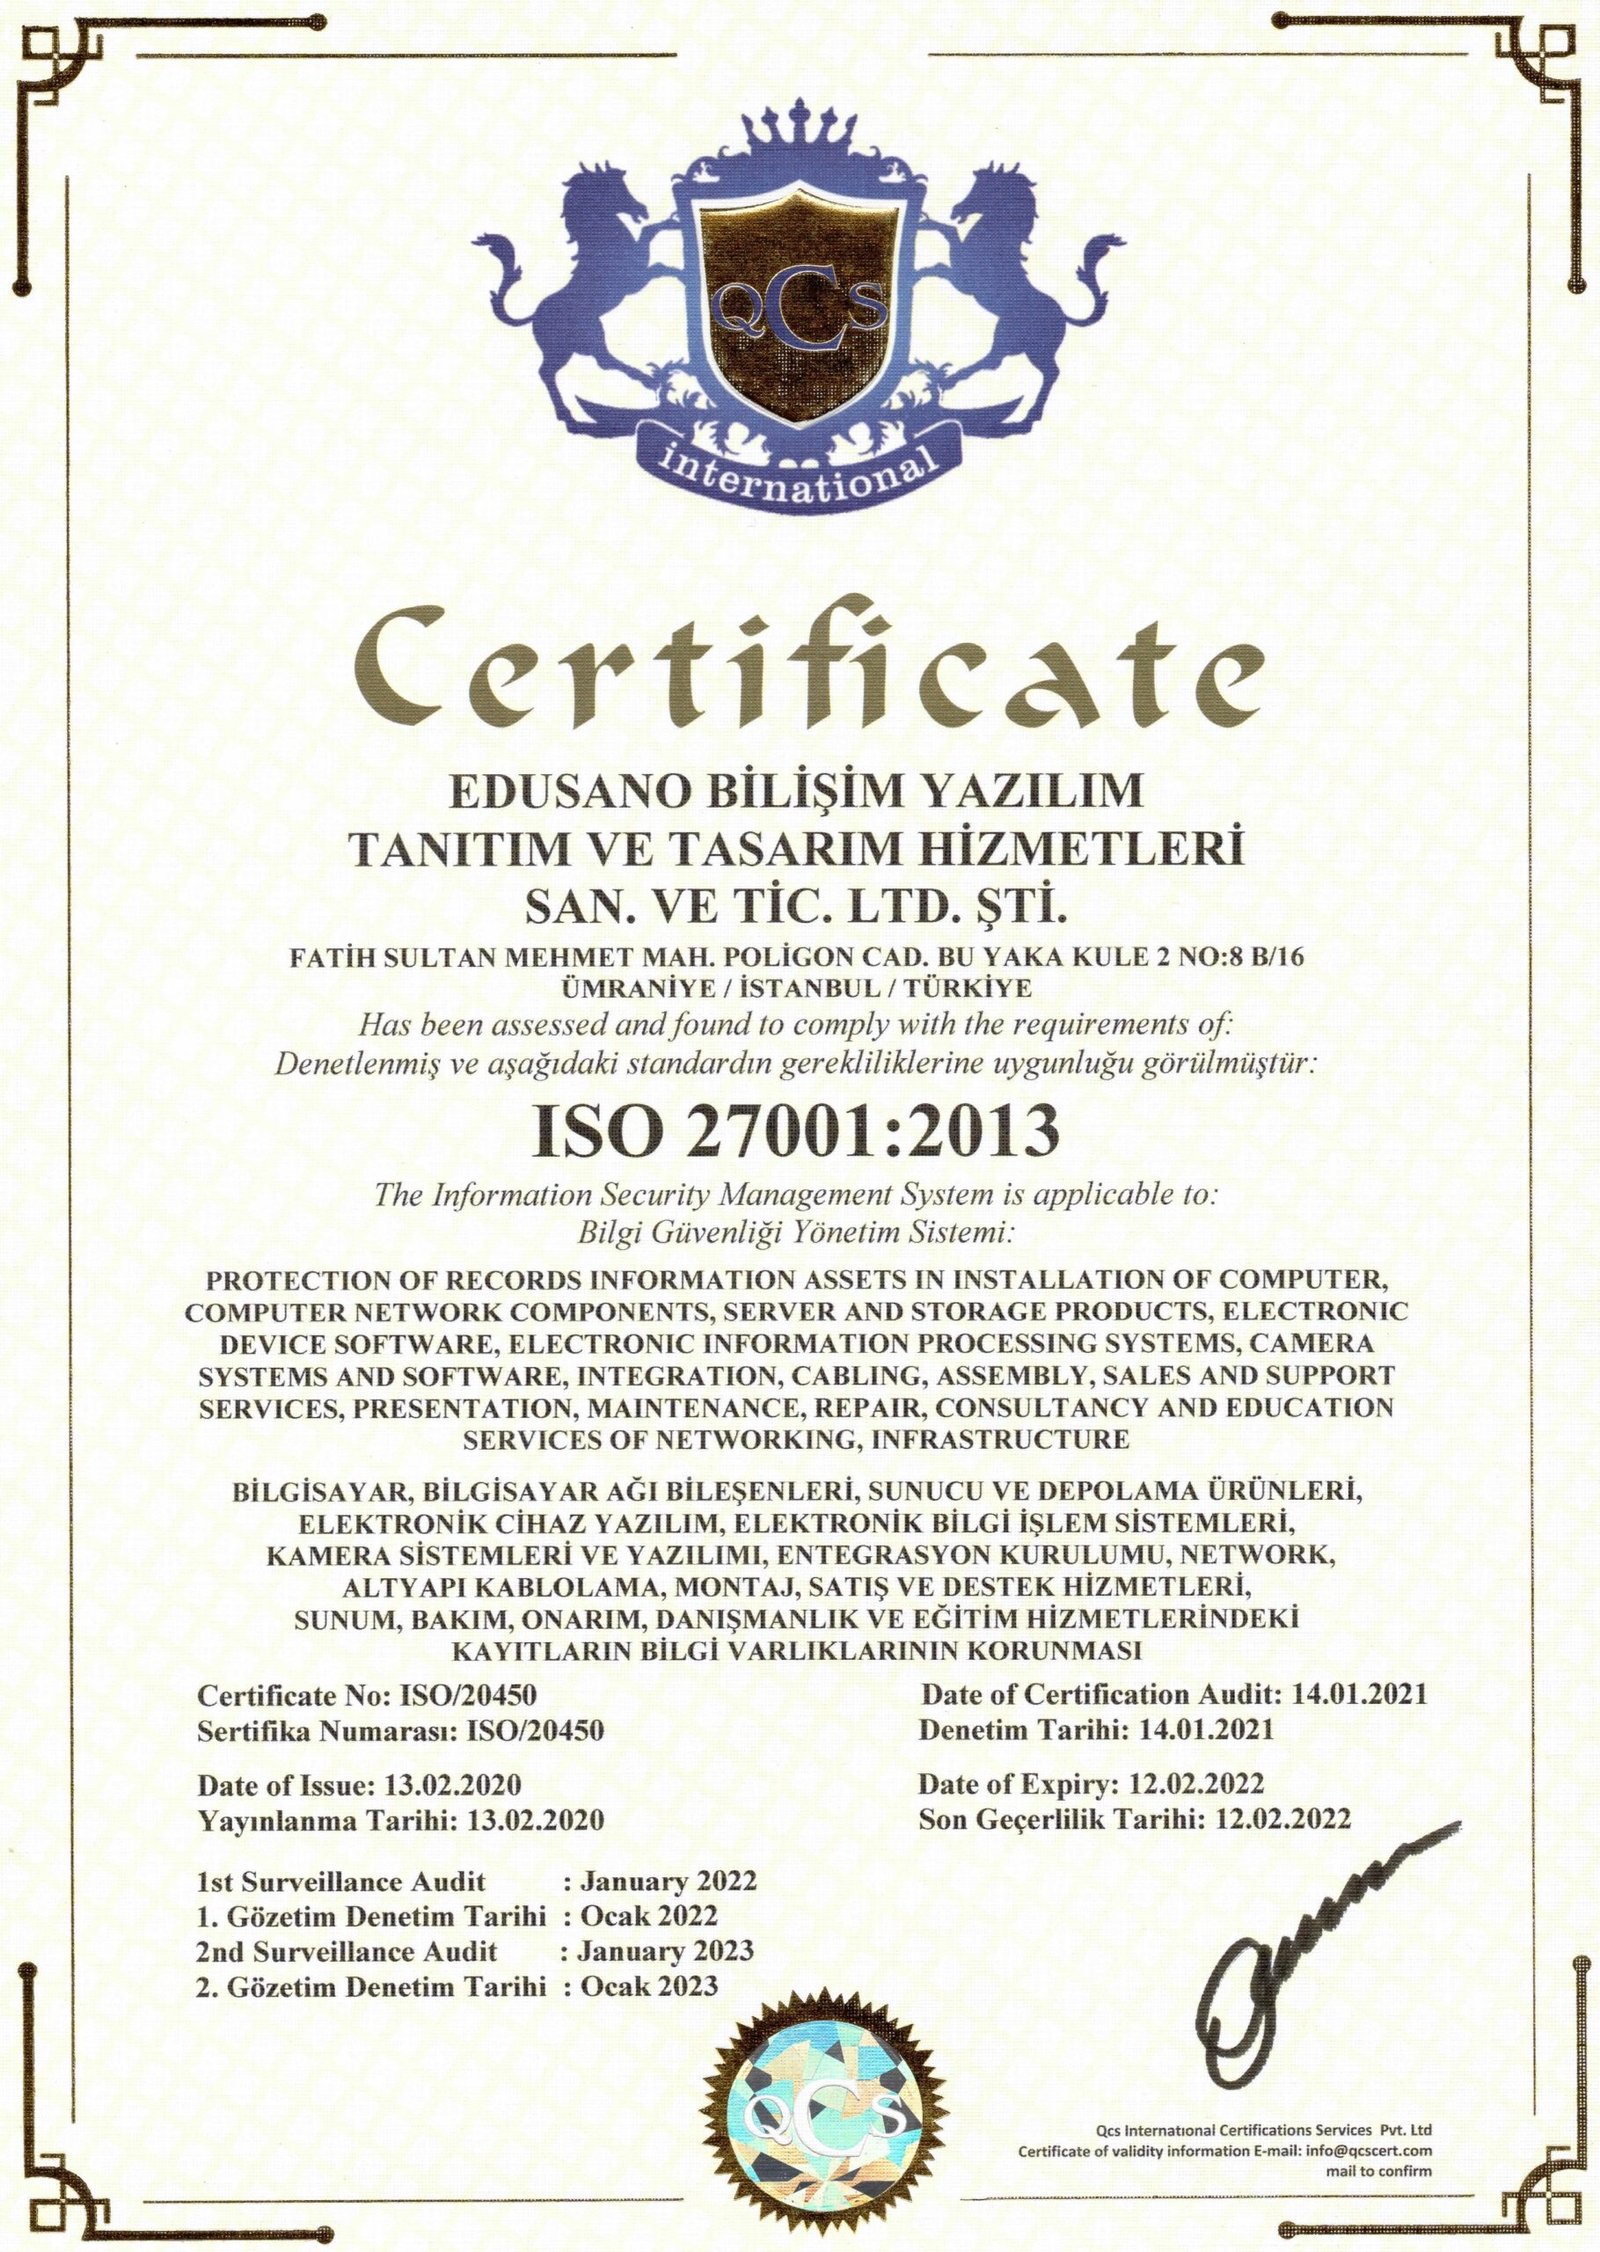 QCS
international
Certificate
EDUSANO BİLİŞİM YAZILIM
TANITIM VE TASARIM HİZMETLERİ
SAN. VE TİC. LTD. ŞTİ.
FATİH SULTAN MEHMET MAH. POLİGON CAD. BU YAKA KULE 2 NO:8 B/16
ÜMRANİYE / İSTANBUL / TÜRKİYE
Has been assessed and found to comply with the requirements of:
Denetlenmiş ve aşağıdaki standardın gerekliliklerine uygunluğu görülmüştür:
ISO 27001:2013
The Information Security Management System is applicable to:
Bilgi Güvenliği Yönetim Sistemi:
PROTECTION OF RECORDS INFORMATION ASSETS IN INSTALLATION OF COMPUTER,
COMPUTER NETWORK COMPONENTS, SERVER AND STORAGE PRODUCTS, ELECTRONIC
DEVICE SOFTWARE, ELECTRONIC INFORMATION PROCESSING SYSTEMS, CAMERA
SYSTEMS AND SOFTWARE, INTEGRATION, CABLING, ASSEMBLY, SALES AND SUPPORT
SERVICES, PRESENTATION, MAINTENANCE, REPAIR, CONSULTANCY AND EDUCATION
SERVICES OF NETWORKING, INFRASTRUCTURE
BİLGİSAYAR, BİLGİSAYAR AĞI BİLEŞENLERİ, SUNUCU VE DEPOLAMA ÜRÜNLERİ,
ELEKTRONİK CİHAZ YAZILIM, ELEKTRONİK BİLGİ İŞLEM SİSTEMLERİ,
KAMERA SİSTEMLERİ VE YAZILIMI, ENTEGRASYON KURULUMU, NETWORK,
ALTYAPI KABLOLAMA, MONTAJ, SATIŞ VE DESTEK HİZMETLERİ,
SUNUM, BAKIM, ONARIM, DANIŞMANLIK VE EĞİTİM HİZMETLERİNDEKİ
KAYITLARIN BİLGİ VARLIKLARININ KORUNMASI
Certificate No: ISO/20450
Sertifika Numarası: ISO/20450
Date of Certification Audit: 14.01.2021
Denetim Tarihi: 14.01.2021
Date of Issue: 13.02.2020
Yayınlanma Tarihi: 13.02.2020
Date of Expiry: 12.02.2022
Son Geçerlilik Tarihi: 12.02.2022
1st Surveillance Audit : January 2022
1. Gözetim Denetim Tarihi : Ocak 2022
2nd Surveillance Audit : January 2023
2. Gözetim Denetim Tarihi : Ocak 2023
QCS
Qcs Internatıonal Certifications Services Pvt. Ltd
Certificate of validity information E-mail: info@qcscert.com
mail to confirm